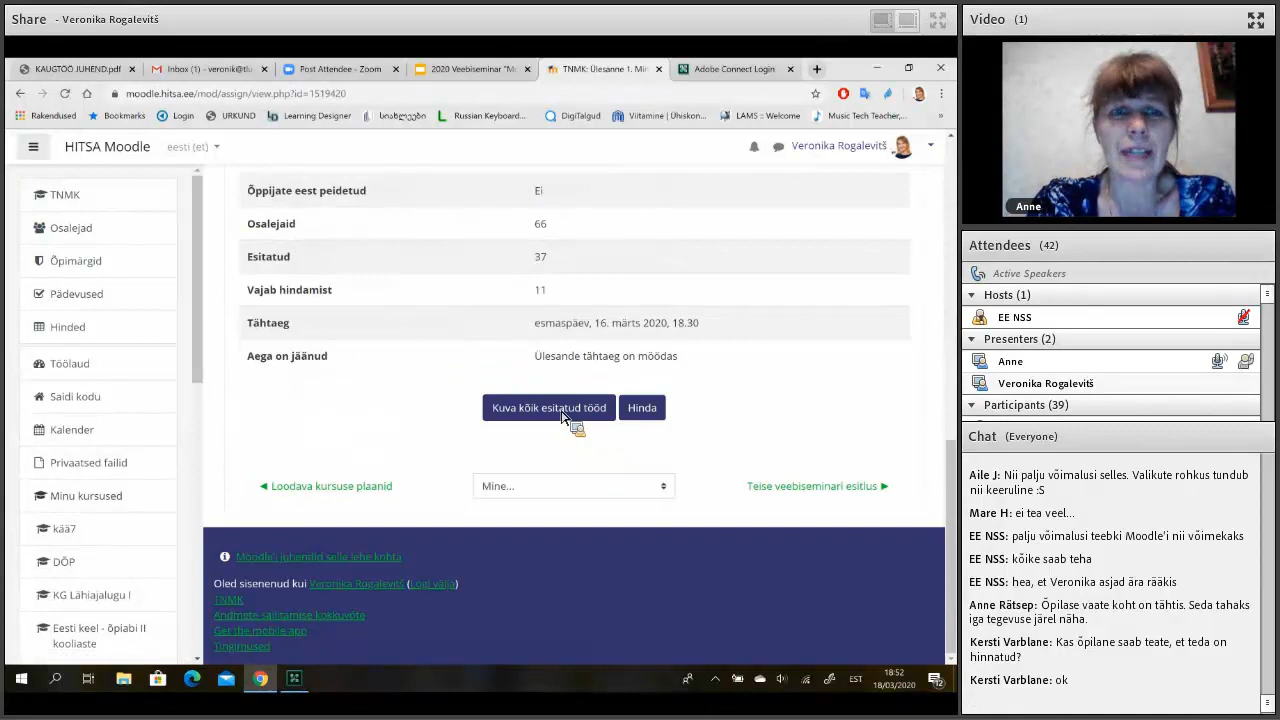 Share - Veronika Rogalevitš
Video (1)
KAUGTÖÖ JUHEND.pdf
Inbox (1) - veronik@tlu
Post Attendee - Zoom
2020 Veebiseminar "M
TNMK: Ülesanne 1. Min
Adobe Connect Login
moodle.hitsa.ee/mod/assign/view.php?id=1519420
Rakendused
Bookmarks
Login
URKUND
Learning Designer
სიახლეები
Russian Keyboard...
DigiTalgud
Viitamine | Ühiskon...
LAMS :: Welcome
Music Tech Teacher,...
HITSA Moodle
eesti (et)
Veronika Rogalevitš
Anne
TNMK
Osalejad
Õpimärgid
Pädevused
Hinded
Töölaud
Saidi kodu
Kalender
Privaatsed failid
Minu kursused
kää7
DÕP
KG Lähiajalugu I
Eesti keel - õpiabi II
kooliaste
Õppijate eest peidetud Ei
Osalejaid 66
Esitatud 37
Vajab hindamist 11
Tähtaeg esmaspäev, 16. märts 2020, 18.30
Aega on jäänud Ülesande tähtaeg on möödas
Kuva kõik esitatud tööd
Hinda
◄ Loodava kursuse plaanid
Mine...
Teise veebiseminari esitlus ►
Moodle'i juhendid selle lehe kohta
Oled sisenenud kui Veronika Rogalevitš (Logi välja)
TNMK
Andmete säilitamise kokkuvõte
Get the mobile app
Tingimused
EST
18:52
18/03/2020
12
Attendees (42)
Active Speakers
Hosts (1)
EE NSS
Presenters (2)
Anne
Veronika Rogalevitš
Participants (39)
Chat (Everyone)
Aile J: Nii palju võimalusi selles. Valikute rohkus tundub
nii keeruline :S
Mare H: ei tea veel...
EE NSS: palju võimalusi teebki Moodle'i nii võimekaks
EE NSS: kõike saab teha
EE NSS: hea, et Veronika asjad ära rääkis
Anne Rätsep: Õpilase vaate koht on tähtis. Seda tahaks
iga tegevuse järel näha.
Kersti Varblane: Kas õpilane saab teate, et teda on
hinnatud?
Kersti Varblane: ok